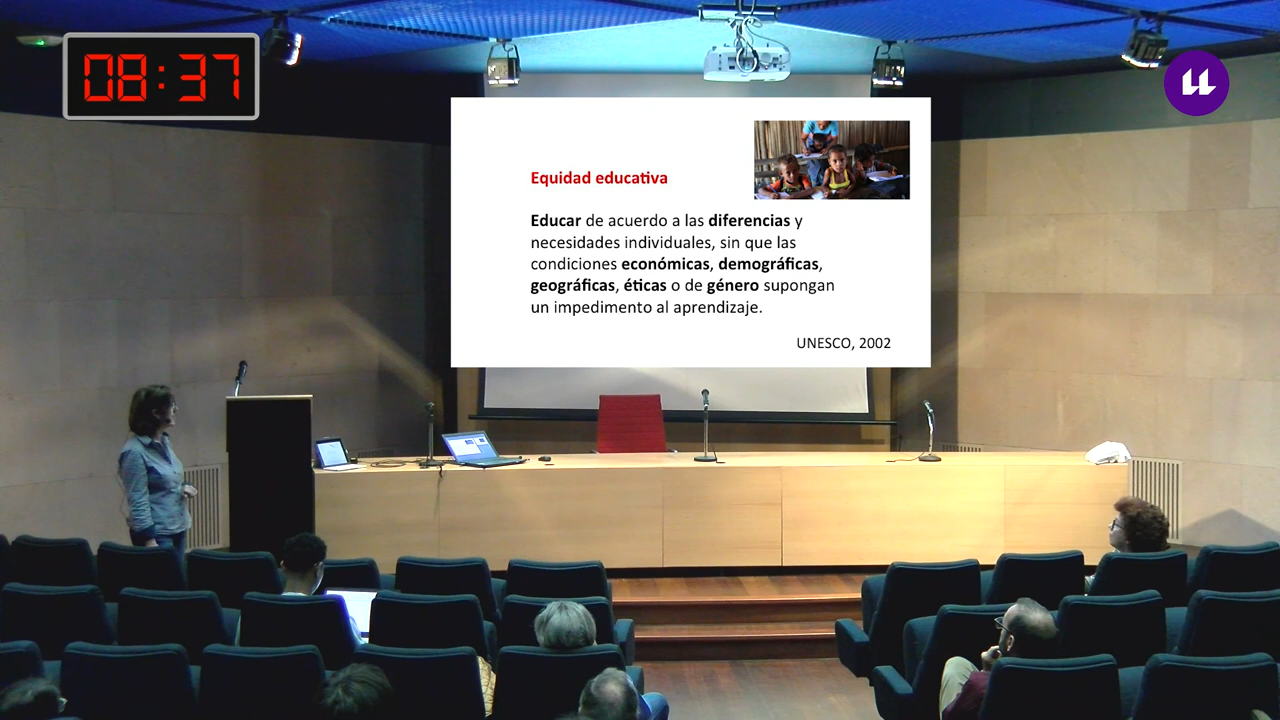 08:37
Equidad educativa
Educar de acuerdo a las diferencias y
necesidades individuales, sin que las
condiciones económicas, demográficas,
geográficas, éticas o de género supongan
un impedimento al aprendizaje.
UNESCO, 2002